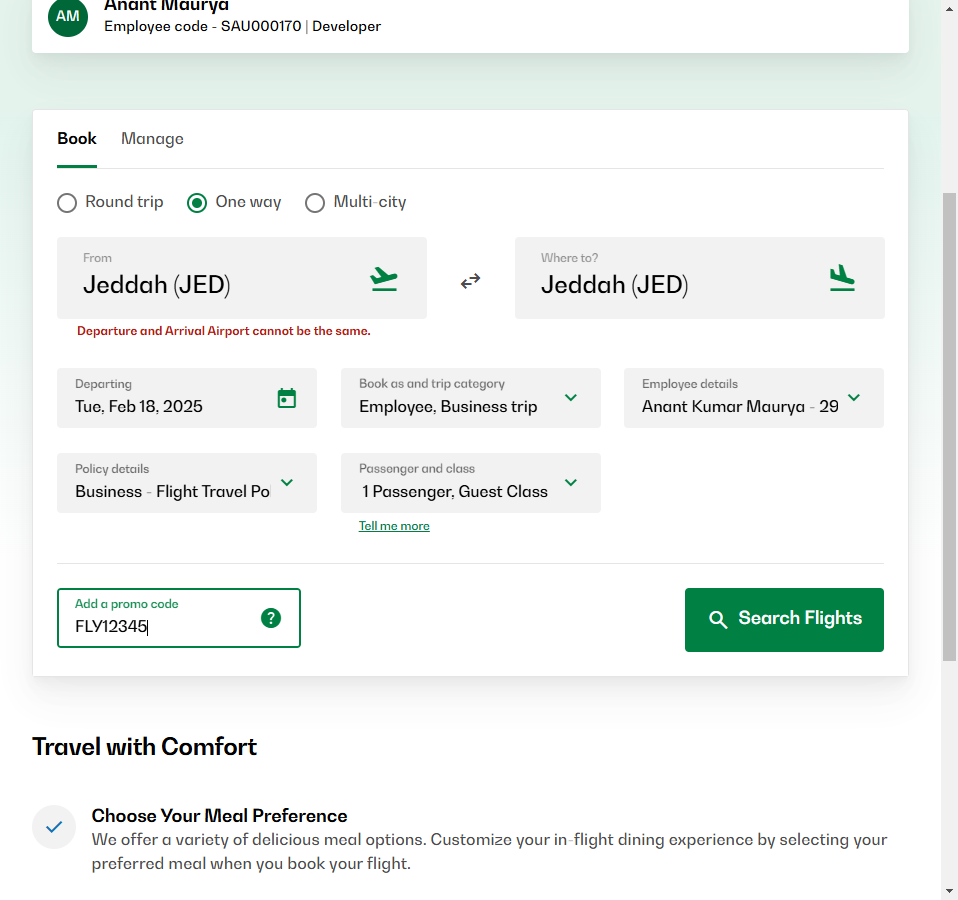 AM
Anant Maurya
Employee code - SAU000170 | Developer
Book Manage
Round trip One way Multi-city
From
Jeddah (JED)
Where to?
Jeddah (JED)
Departure and Arrival Airport cannot be the same.
Departing
Tue, Feb 18, 2025
Book as and trip category
Employee, Business trip
Employee details
Anant Kumar Maurya - 29
Policy details
Business - Flight Travel Po
Passenger and class
1 Passenger, Guest Class
Tell me more
Add a promo code
FLY12345
?
Search Flights
Travel with Comfort
Choose Your Meal Preference
We offer a variety of delicious meal options. Customize your in-flight dining experience by selecting your
preferred meal when you book your flight.